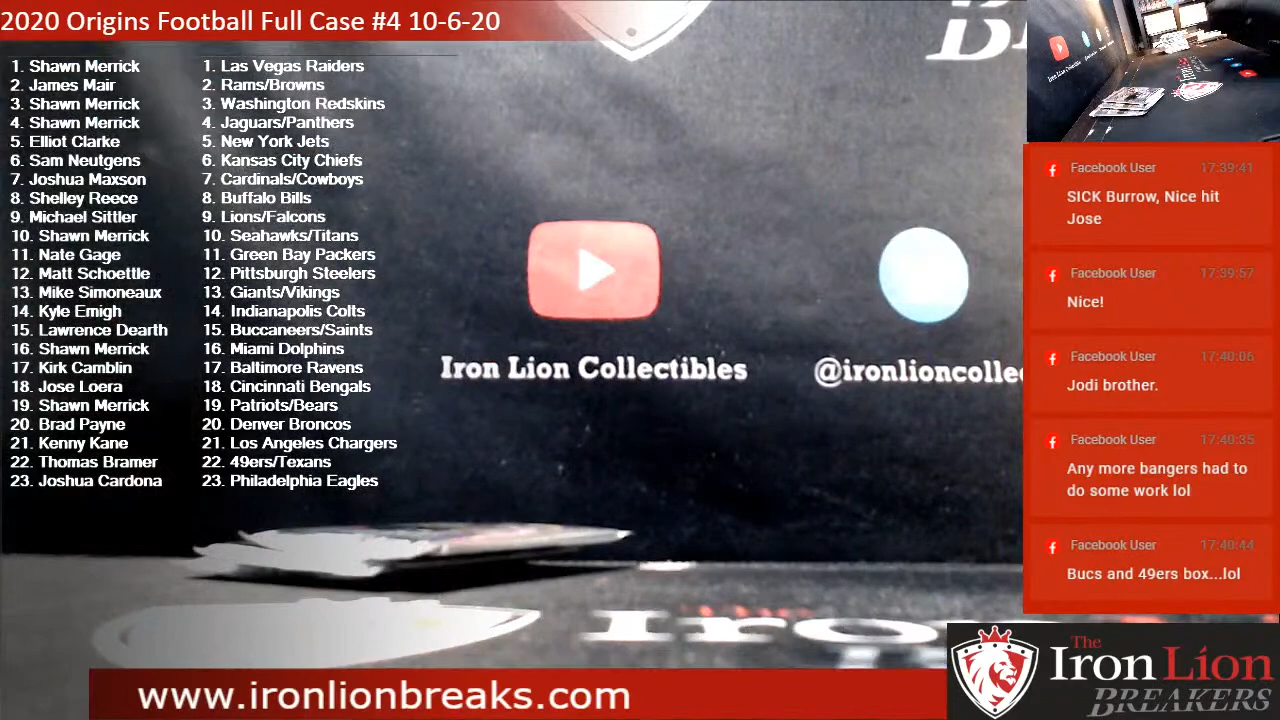 2020 Origins Football Full Case #4 10-6-20
1. Shawn Merrick
2. James Mair
3. Shawn Merrick
4. Shawn Merrick
5. Elliot Clarke
6. Sam Neutgens
7. Joshua Maxson
8. Shelley Reece
9. Michael Sittler
10. Shawn Merrick
11. Nate Gage
12. Matt Schoettle
13. Mike Simoneaux
14. Kyle Emigh
15. Lawrence Dearth
16. Shawn Merrick
17. Kirk Camblin
18. Jose Loera
19. Shawn Merrick
20. Brad Payne
21. Kenny Kane
22. Thomas Bramer
23. Joshua Cardona
1. Las Vegas Raiders
2. Rams/Browns
3. Washington Redskins
4. Jaguars/Panthers
5. New York Jets
6. Kansas City Chiefs
7. Cardinals/Cowboys
8. Buffalo Bills
9. Lions/Falcons
10. Seahawks/Titans
11. Green Bay Packers
12. Pittsburgh Steelers
13. Giants/Vikings
14. Indianapolis Colts
15. Buccaneers/Saints
16. Miami Dolphins
17. Baltimore Ravens
18. Cincinnati Bengals
19. Patriots/Bears
20. Denver Broncos
21. Los Angeles Chargers
22. 49ers/Texans
23. Philadelphia Eagles
Iron Lion Collectibles
@ironlioncolle
Iro
Facebook User 17:39:41
SICK Burrow, Nice hit
Jose
Facebook User 17:39:57
Nice!
Facebook User 17:40:06
Jodi brother.
Facebook User 17:40:35
Any more bangers had to
do some work lol
Facebook User 17:40:44
Bucs and 49ers box...lol
www.ironlionbreaks.com
The
Iron Lion
BREAKERS